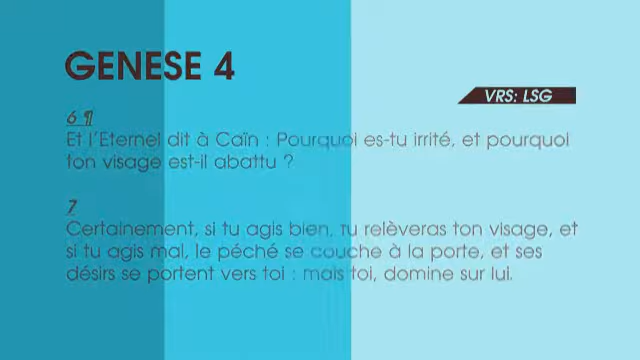 GENESE 4
VRS: LSG
6 ¶
Et l'Eternel dit à Caïn : Pourquoi es-tu irrité, et pourquoi
ton visage est-il abattu ?
7
Certainement, si tu agis bien, tu relèveras ton visage, et
si tu agis mal, le péché se couche à la porte, et ses
désirs se portent vers toi : mais toi, domine sur lui.